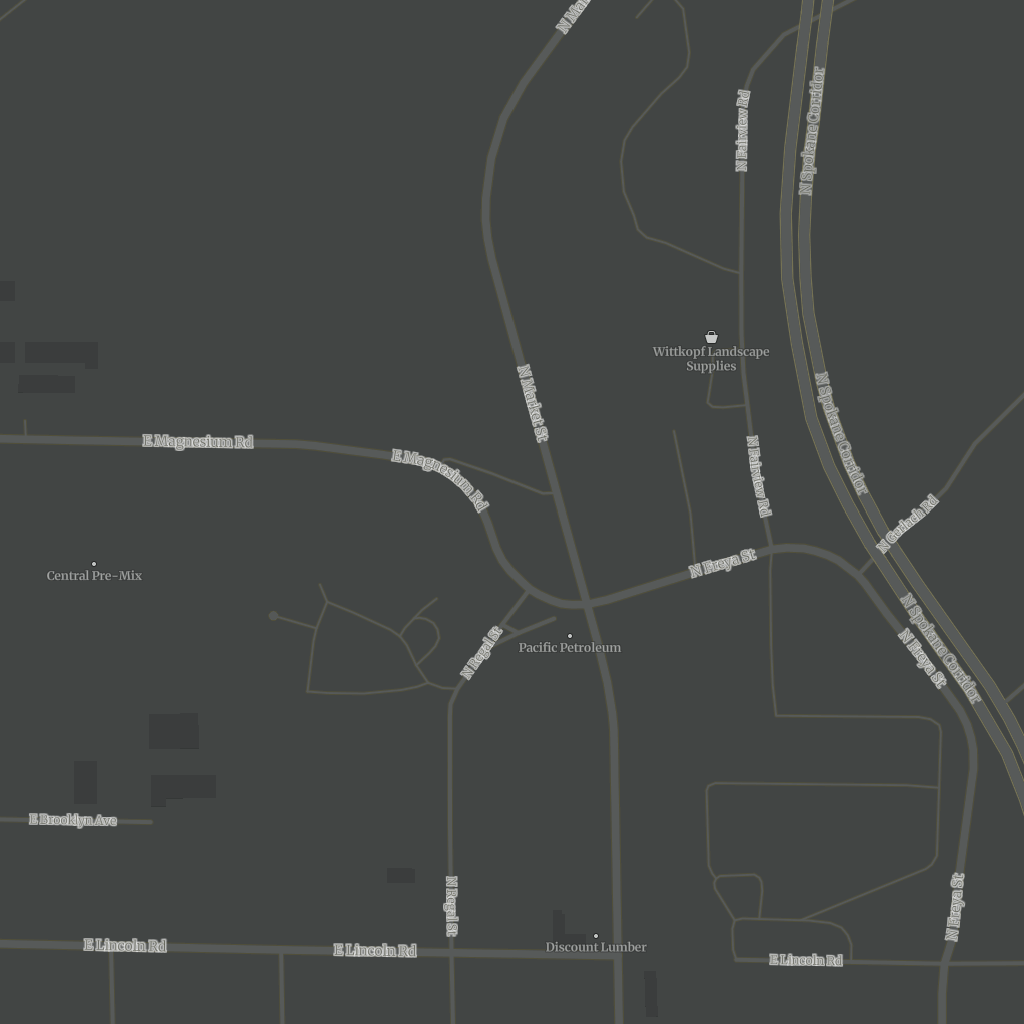 N Mar
N Fairview Rd
N Spokane Corridor
Wittkopf Landscape
Supplies
N Market St
N Spokane Corridor
E Magnesium Rd
E Magnesium Rd
N Fairview Rd
N Gerlach Rd
N Freya St
Central Pre-Mix
N Regal St
Pacific Petroleum
N Spokane Corridor
N Freya St
E Brooklyn Ave
N Regal St
N Freya St
E Lincoln Rd
E Lincoln Rd
Discount Lumber
E Lincoln Rd